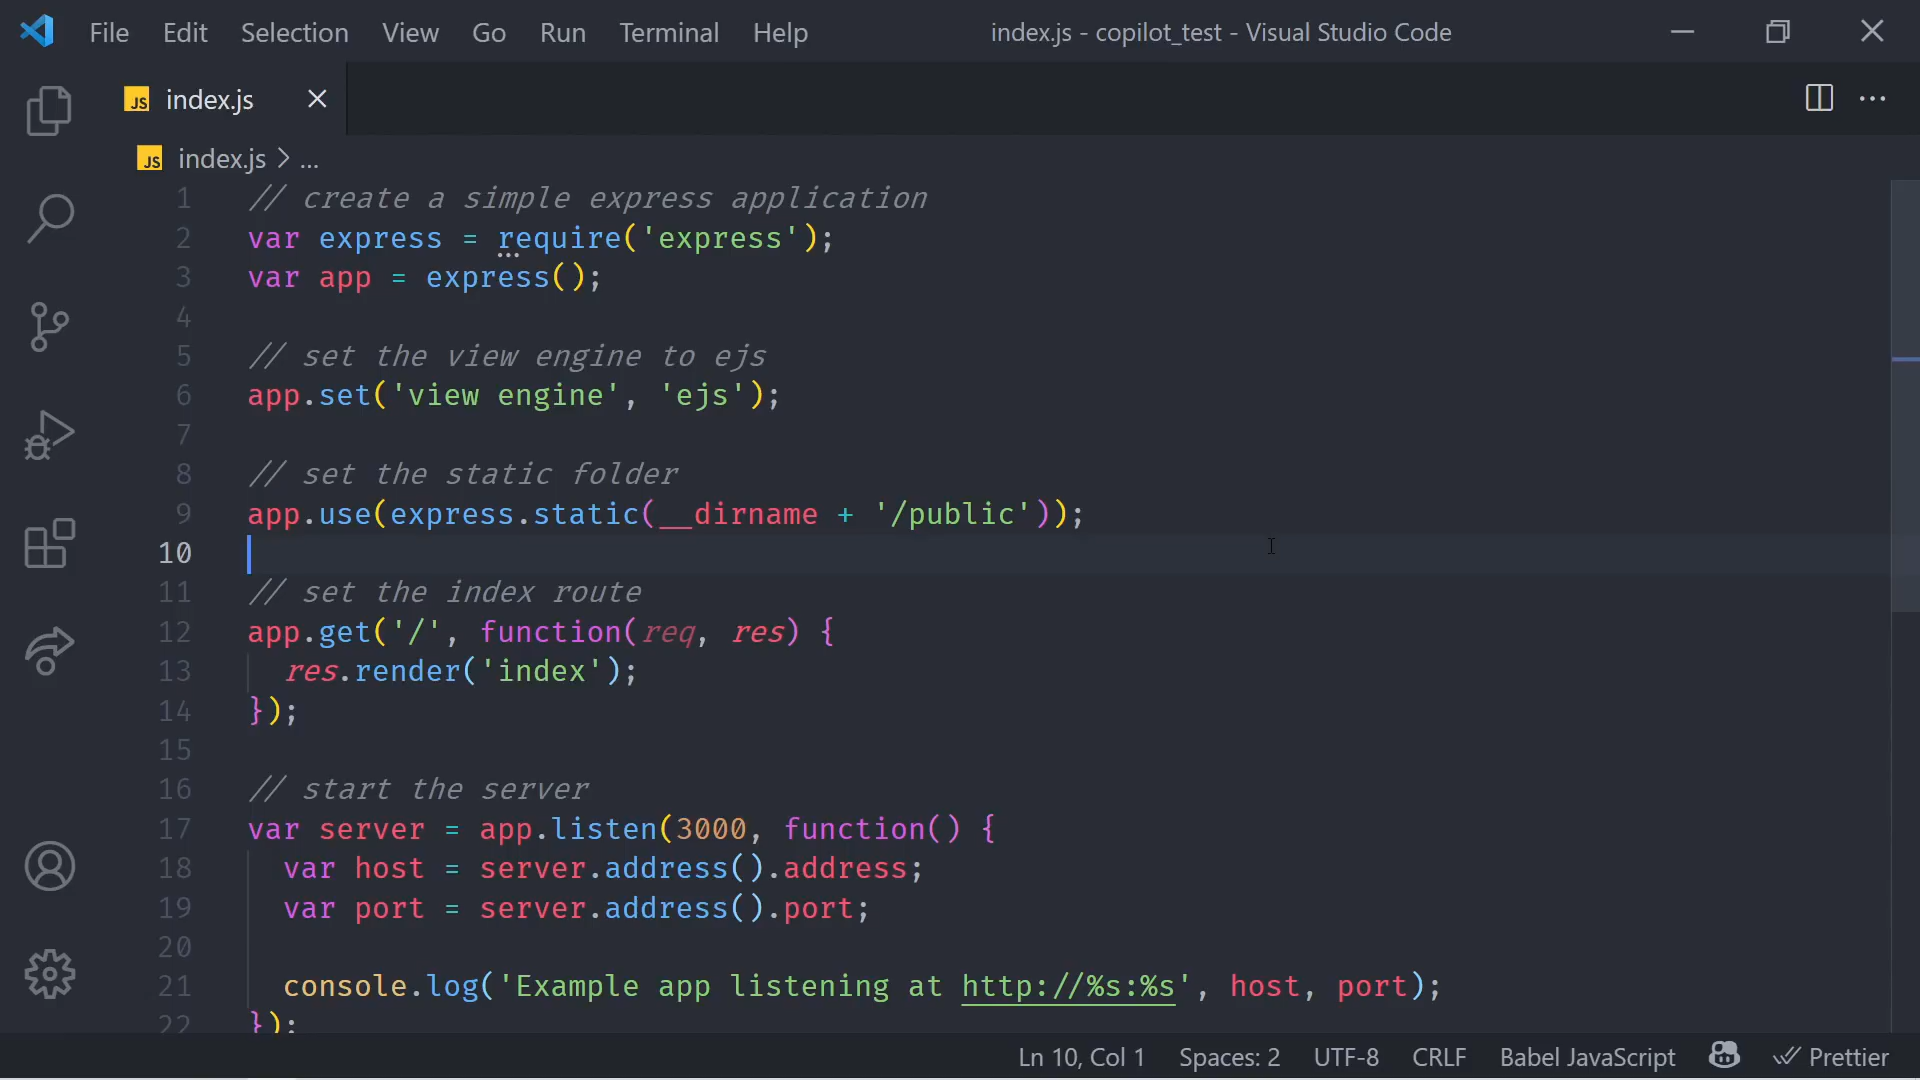 File Edit Selection View Go Run Terminal Help index.js - copilot_test - Visual Studio Code
JS index.js
JS index.js > ...
1 // create a simple express application
2 var express = require('express');
3 var app = express();
4
5 // set the view engine to ejs
6 app.set('view engine', 'ejs');
7
8 // set the static folder
9 app.use(express.static(__dirname + '/public'));
10
11 // set the index route
12 app.get('/', function(req, res) {
13   res.render('index');
14 });
15
16 // start the server
17 var server = app.listen(3000, function() {
18   var host = server.address().address;
19   var port = server.address().port;
20
21   console.log('Example app listening at http://%s:%s', host, port);
22 });
Ln 10, Col 1 Spaces: 2 UTF-8 CRLF Babel JavaScript Prettier